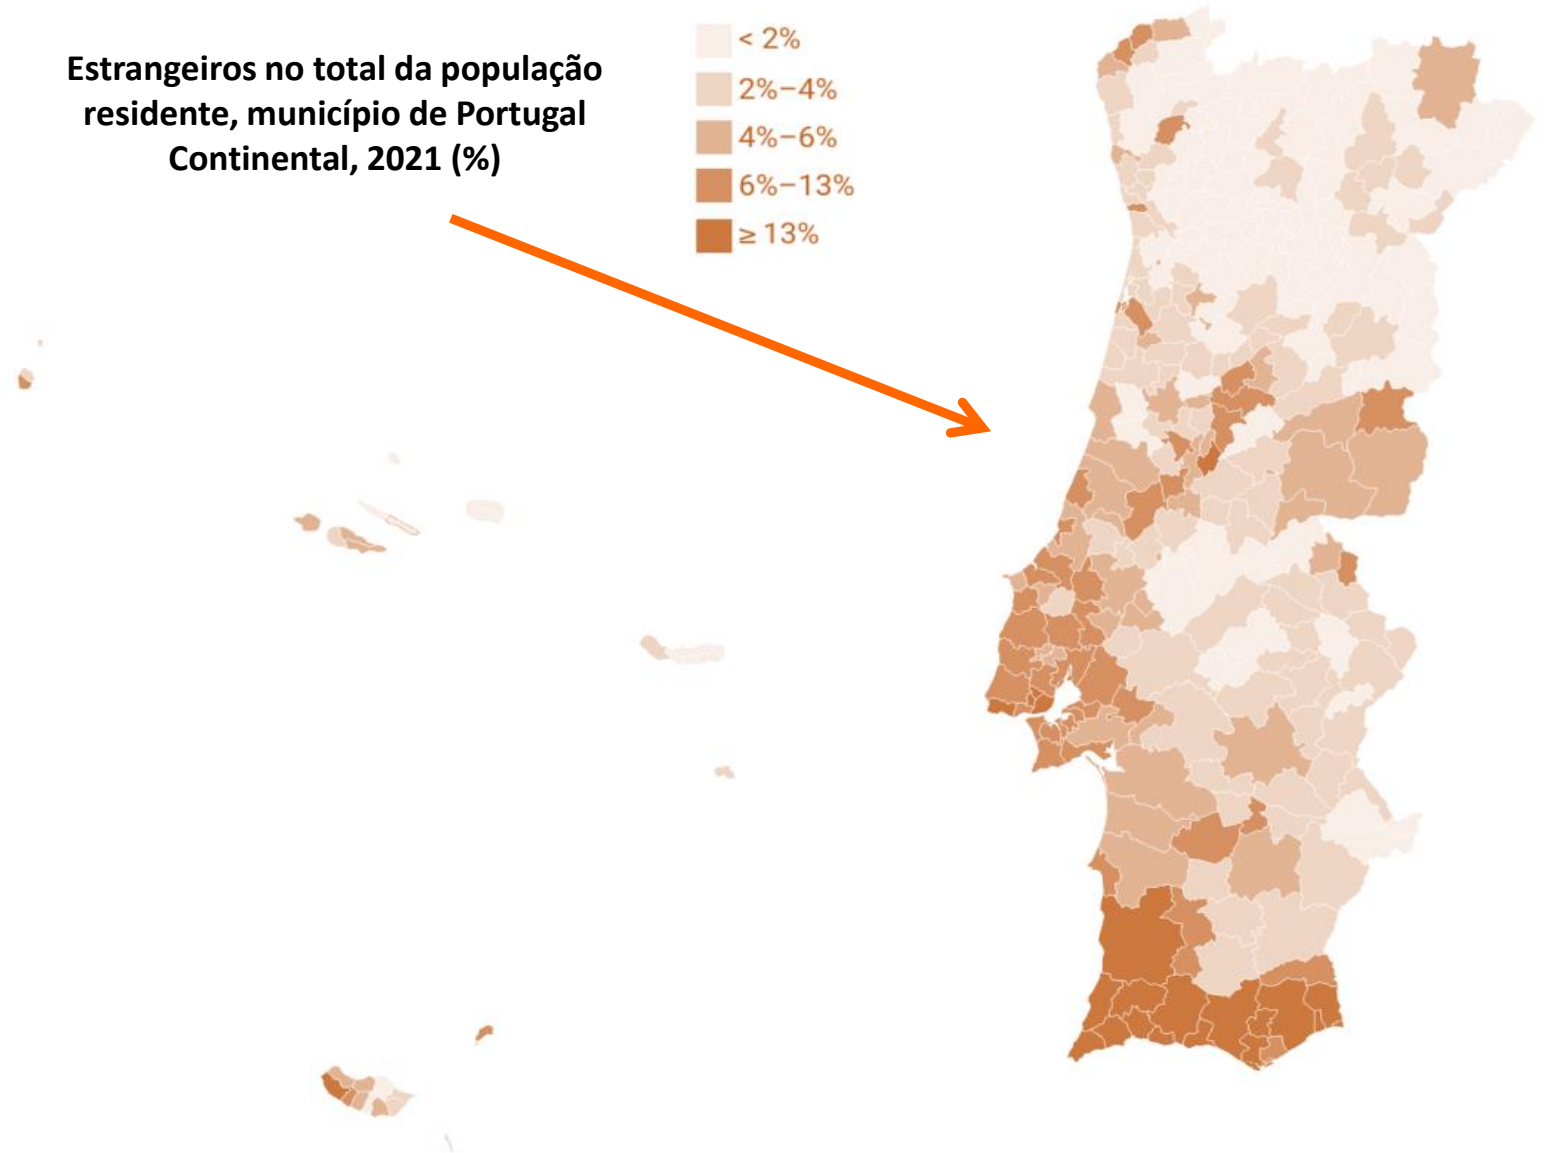 Estrangeiros no total da população
residente, município de Portugal
Continental, 2021 (%)
< 2%
2%–4%
4%–6%
6%–13%
≥ 13%